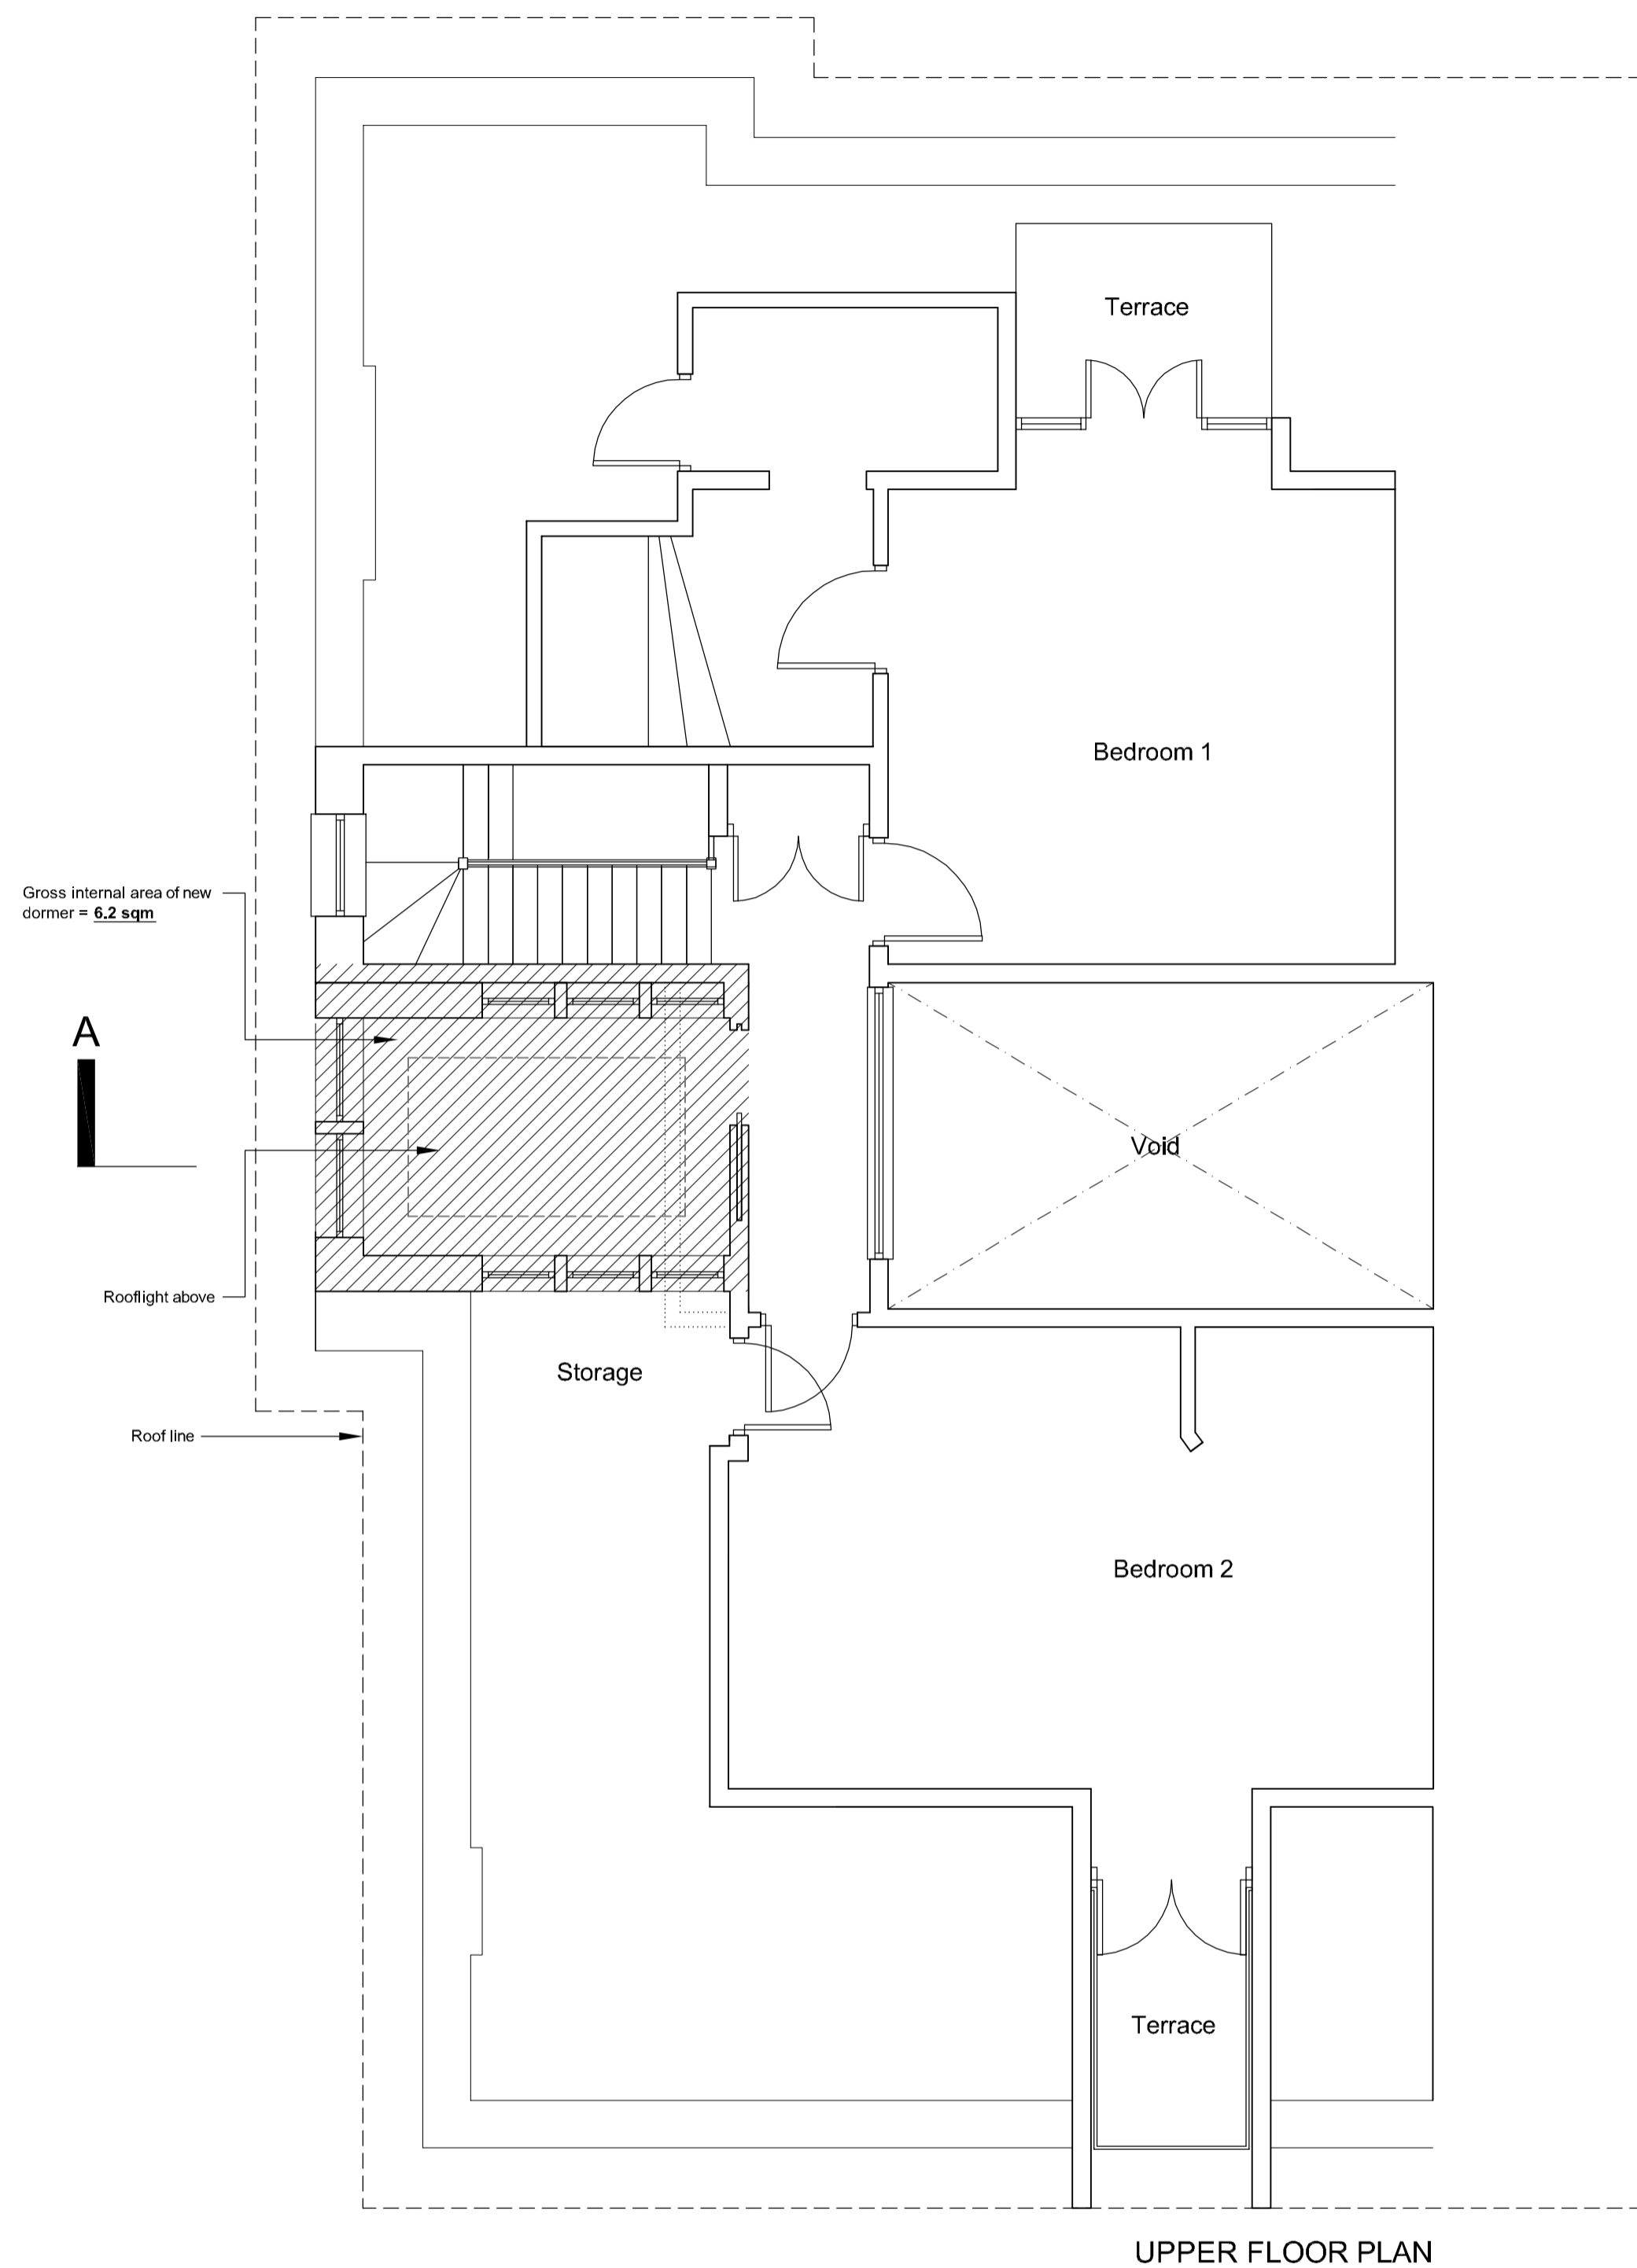 Terrace
Bedroom 1
Gross internal area of new
dormer = 6.2 sqm
A
Void
Rooflight above
Storage
Roof line
Bedroom 2
Terrace
UPPER FLOOR PLAN